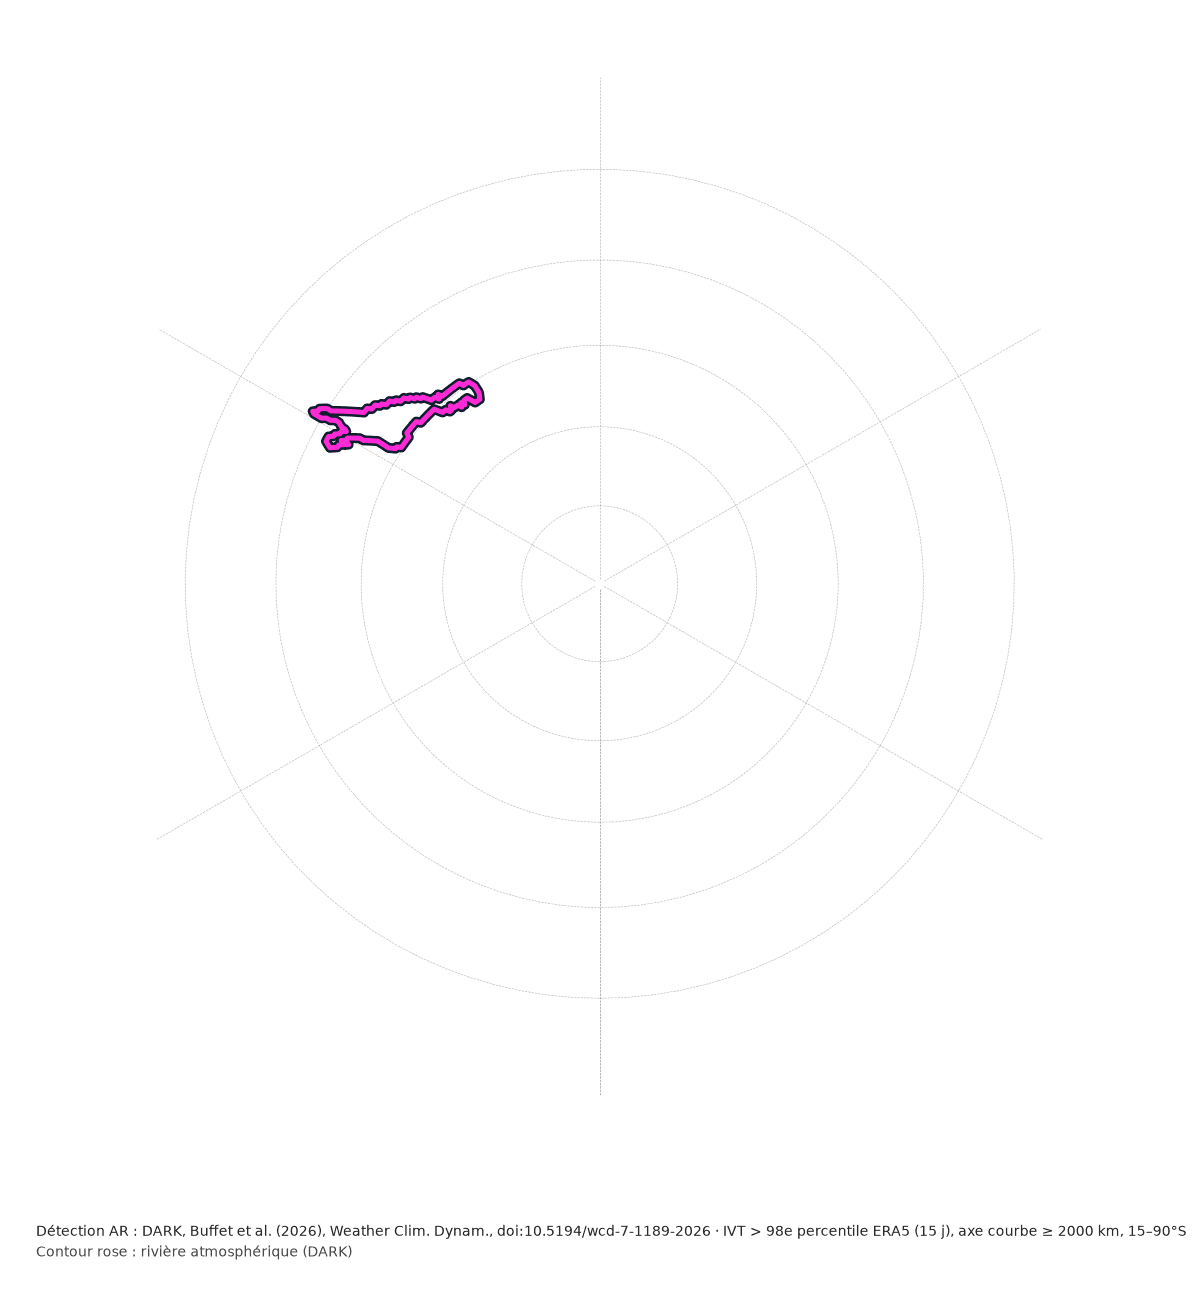 Détection AR : DARK, Buffet et al. (2026), Weather Clim. Dynam., doi:10.5194/wcd-7-1189-2026 · IVT > 98e percentile ERA5 (15 j), axe courbe ≥ 2000 km, 15–90°S
Contour rose : rivière atmosphérique (DARK)